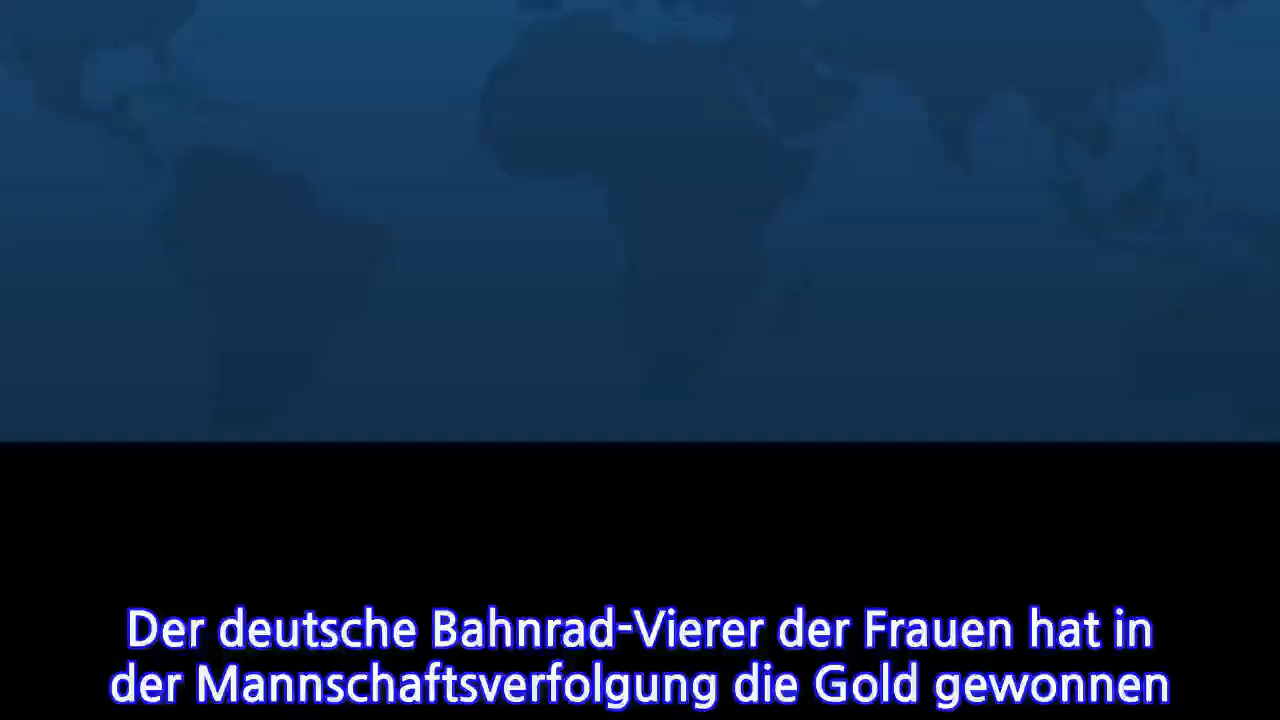 Der deutsche Bahnrad-Vierer der Frauen hat in
der Mannschaftsverfolgung die Gold gewonnen